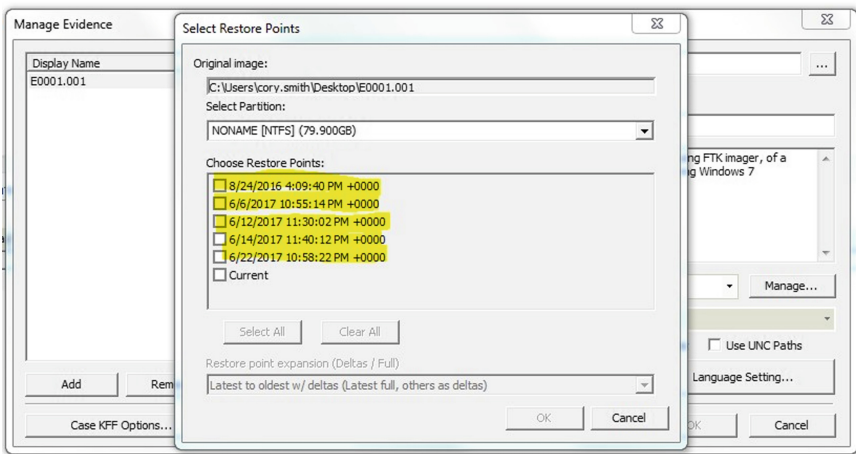 Manage Evidence
Display Name
E0001.001
Add
Case KFF Options...
Select Restore Points
Original image:
C:\Users\cory.smith\Desktop\E0001.001
Select Partition:
NONAME [NTFS] (79.900GB)
Choose Restore Points:
8/24/2016 4:09:40 PM +0000
6/6/2017 10:55:14 PM +0000
6/12/2017 11:30:02 PM +0000
6/14/2017 11:40:12 PM +0000
6/22/2017 10:58:22 PM +0000
Current
Select All
Clear All
Restore point expansion (Deltas / Full)
Latest to oldest w/ deltas (Latest full, others as deltas)
OK
Cancel
...
FTK imager, of a
Windows 7
Manage...
Use UNC Paths
Language Setting...
Cancel